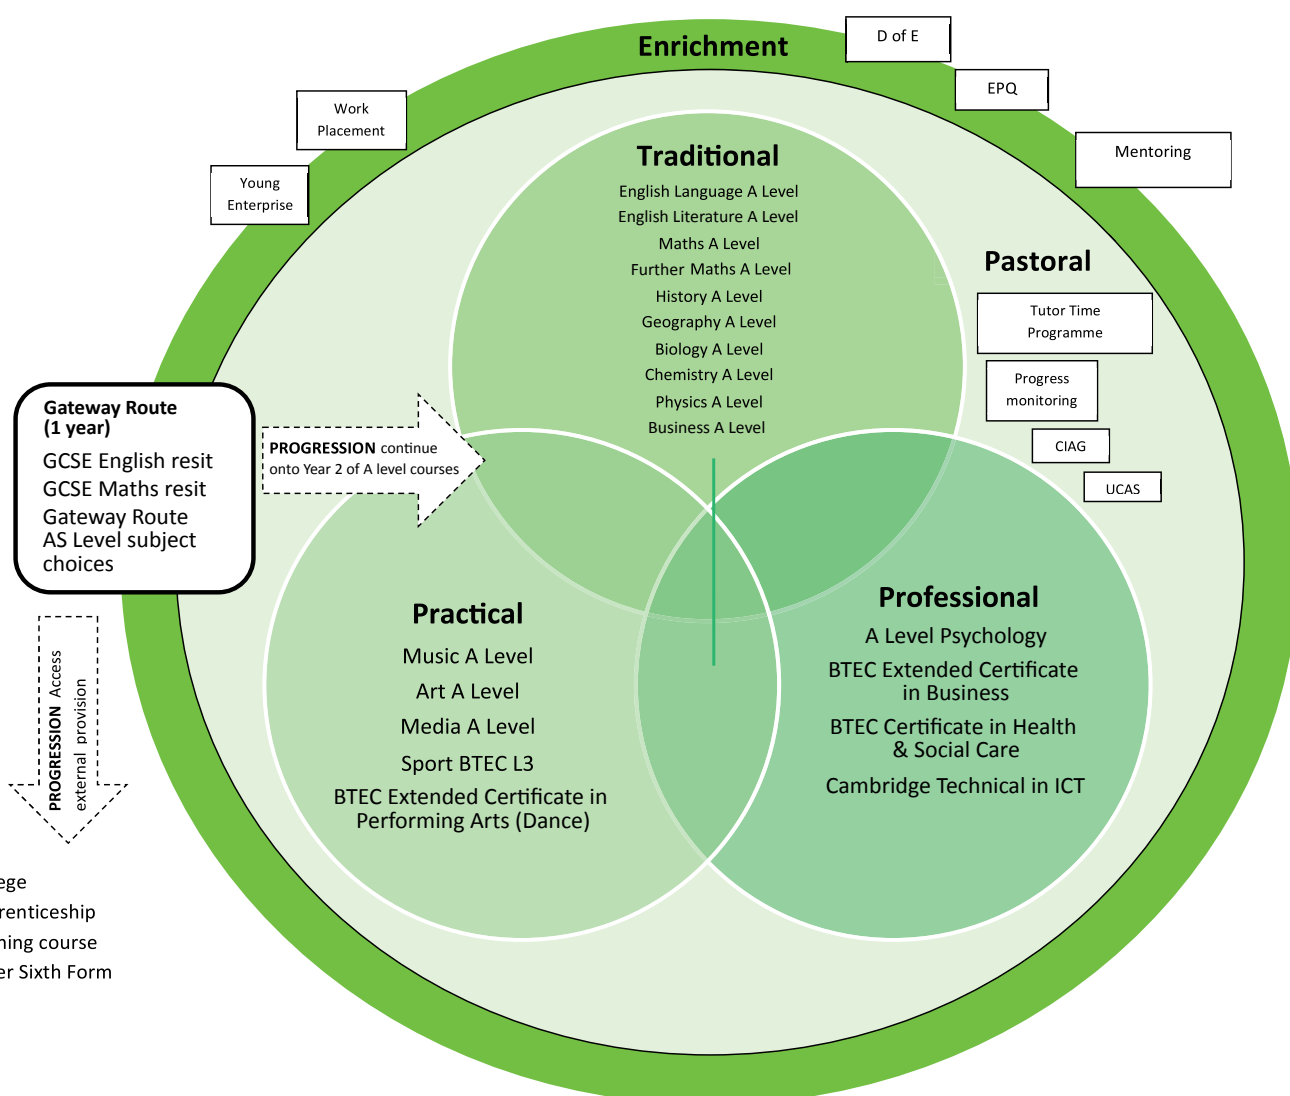 Enrichment
D of E
EPQ
Mentoring
Work
Placement
Young
Enterprise
Traditional
English Language A Level
English Literature A Level
Maths A Level
Further Maths A Level
History A Level
Geography A Level
Biology A Level
Chemistry A Level
Physics A Level
Business A Level
Pastoral
Tutor Time
Programme
Progress
monitoring
CIAG
UCAS
Gateway Route
(1 year)
GCSE English resit
GCSE Maths resit
Gateway Route
AS Level subject
choices
PROGRESSION continue
onto Year 2 of A level courses
PROGRESSION Access
external provision
Practical
Music A Level
Art A Level
Media A Level
Sport BTEC L3
BTEC Extended Certificate in
Performing Arts (Dance)
Professional
A Level Psychology
BTEC Extended Certificate
in Business
BTEC Certificate in Health
& Social Care
Cambridge Technical in ICT
ege
renticeship
ning course
er Sixth Form